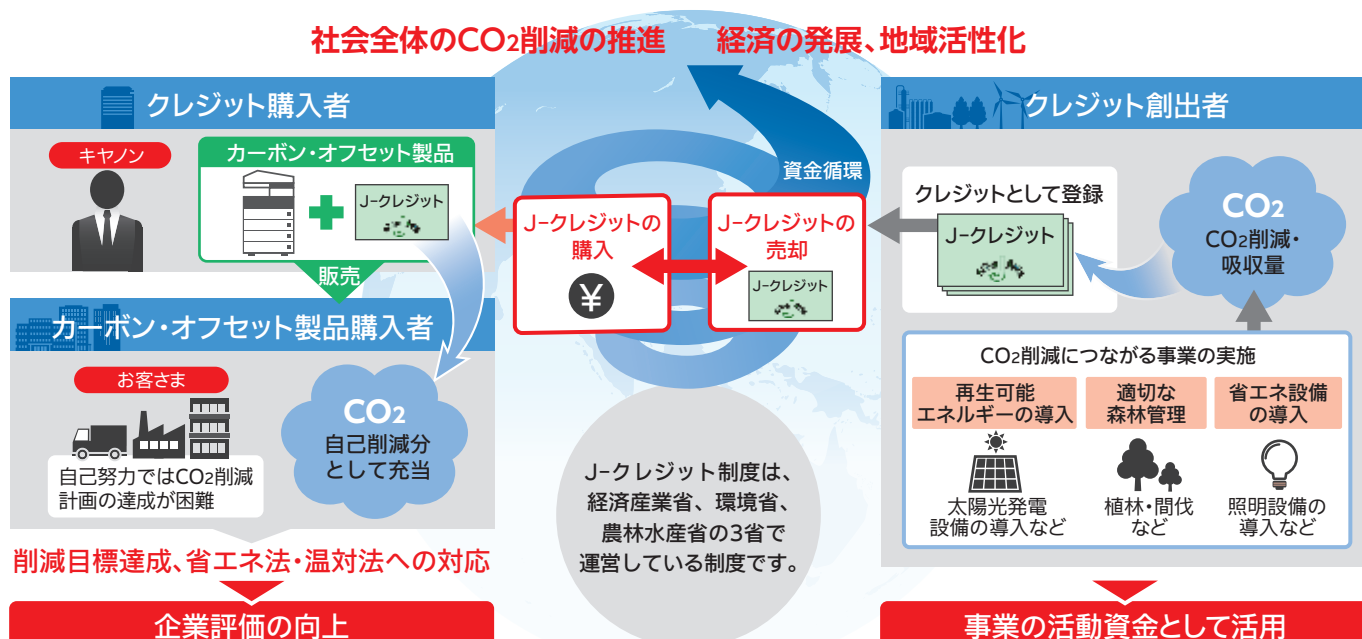 社会全体のCO2削減の推進 経済の発展、地域活性化
クレジット購入者
キヤノン
カーボン・オフセット製品
J-クレジット
販売
カーボン・オフセット製品購入者
お客さま
自己努力ではCO2削減
計画の達成が困難
CO2
自己削減分
として充当
削減目標達成、省エネ法・温対法への対応
企業評価の向上
資金循環
J-クレジットの
購入
¥
J-クレジットの
売却
J-クレジット
J-クレジット制度は、
経済産業省、環境省、
農林水産省の3省で
運営している制度です。
クレジット創出者
クレジットとして登録
J-クレジット
CO2
CO2削減・
吸収量
CO2削減につながる事業の実施
再生可能
エネルギーの導入
太陽光発電
設備の導入など
適切な
森林管理
植林・間伐
など
省エネ設備
の導入
照明設備の
導入など
事業の活動資金として活用